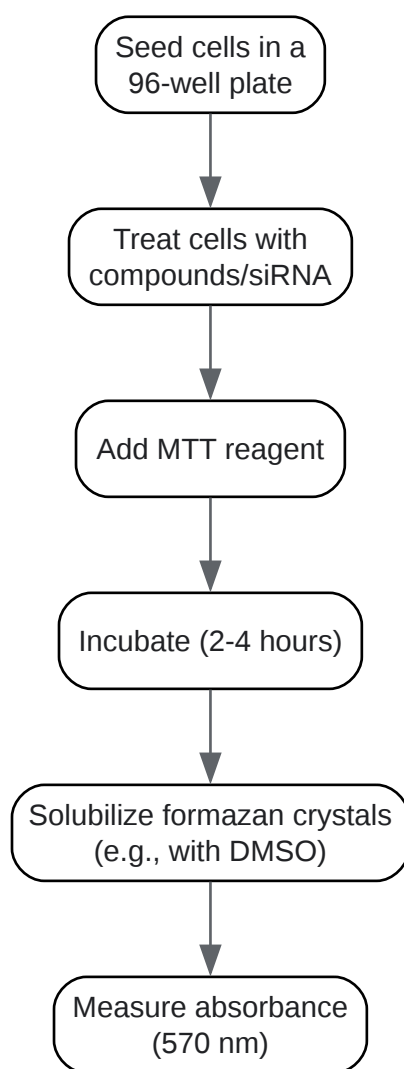 Seed cells in a
96-well plate
Treat cells with
compounds/siRNA
Add MTT reagent
Incubate (2-4 hours)
Solubilize formazan crystals
(e.g., with DMSO)
Measure absorbance
(570 nm)